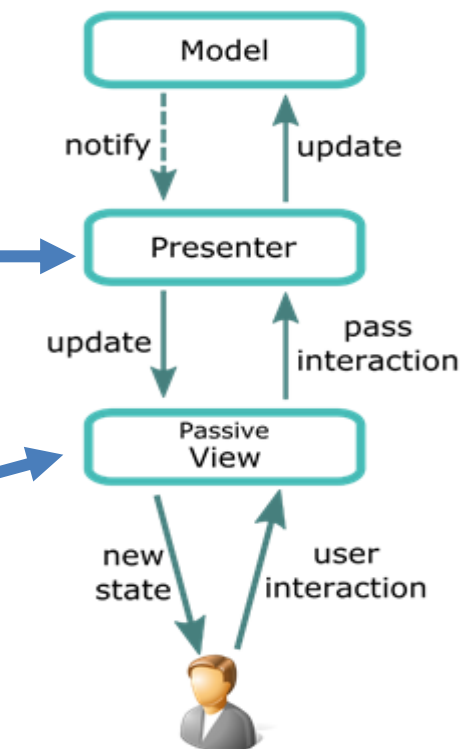 Model
notify
update
Presenter
update
pass
interaction
Passive
View
new
state
user
interaction